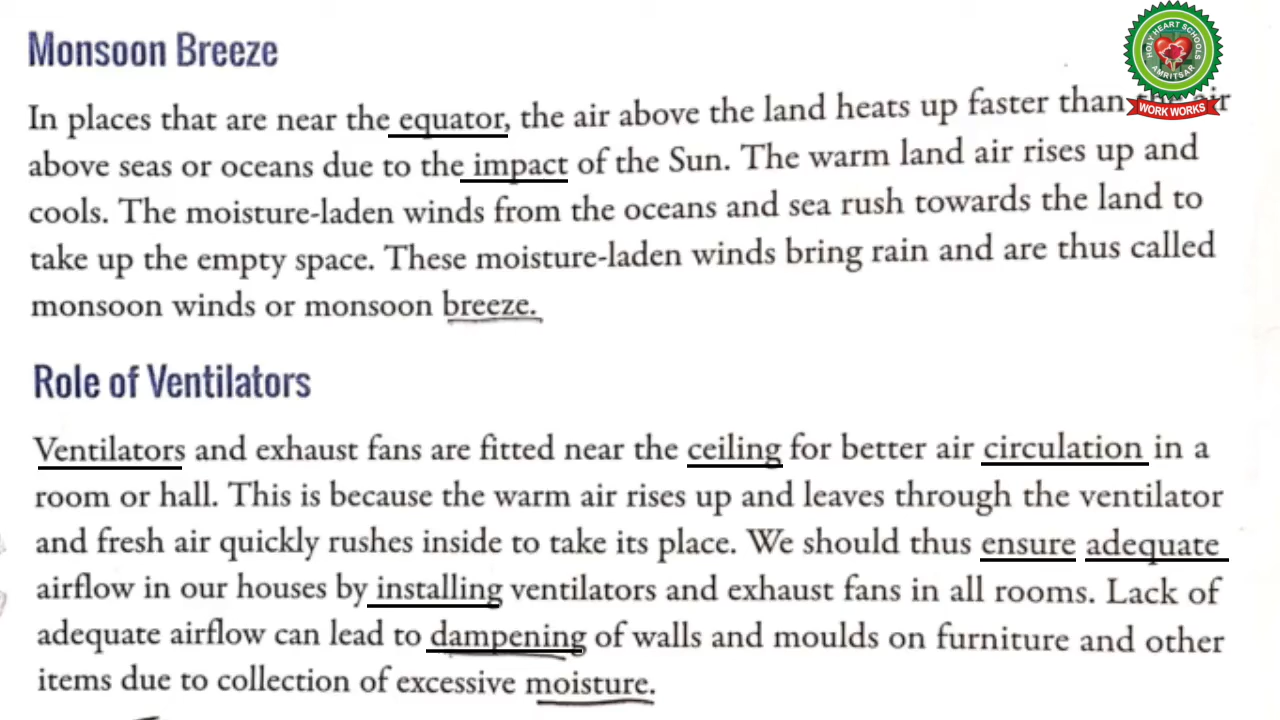 Monsoon Breeze
In places that are near the equator, the air above the land heats up faster than the air
above seas or oceans due to the impact of the Sun. The warm land air rises up and
cools. The moisture-laden winds from the oceans and sea rush towards the land to
take up the empty space. These moisture-laden winds bring rain and are thus called
monsoon winds or monsoon breeze.
Role of Ventilators
Ventilators and exhaust fans are fitted near the ceiling for better air circulation in a
room or hall. This is because the warm air rises up and leaves through the ventilator
and fresh air quickly rushes inside to take its place. We should thus ensure adequate
airflow in our houses by installing ventilators and exhaust fans in all rooms. Lack of
adequate airflow can lead to dampening of walls and moulds on furniture and other
items due to collection of excessive moisture.
HOLY HEART SCHOOLS
AMRITSAR
WORK WORKS